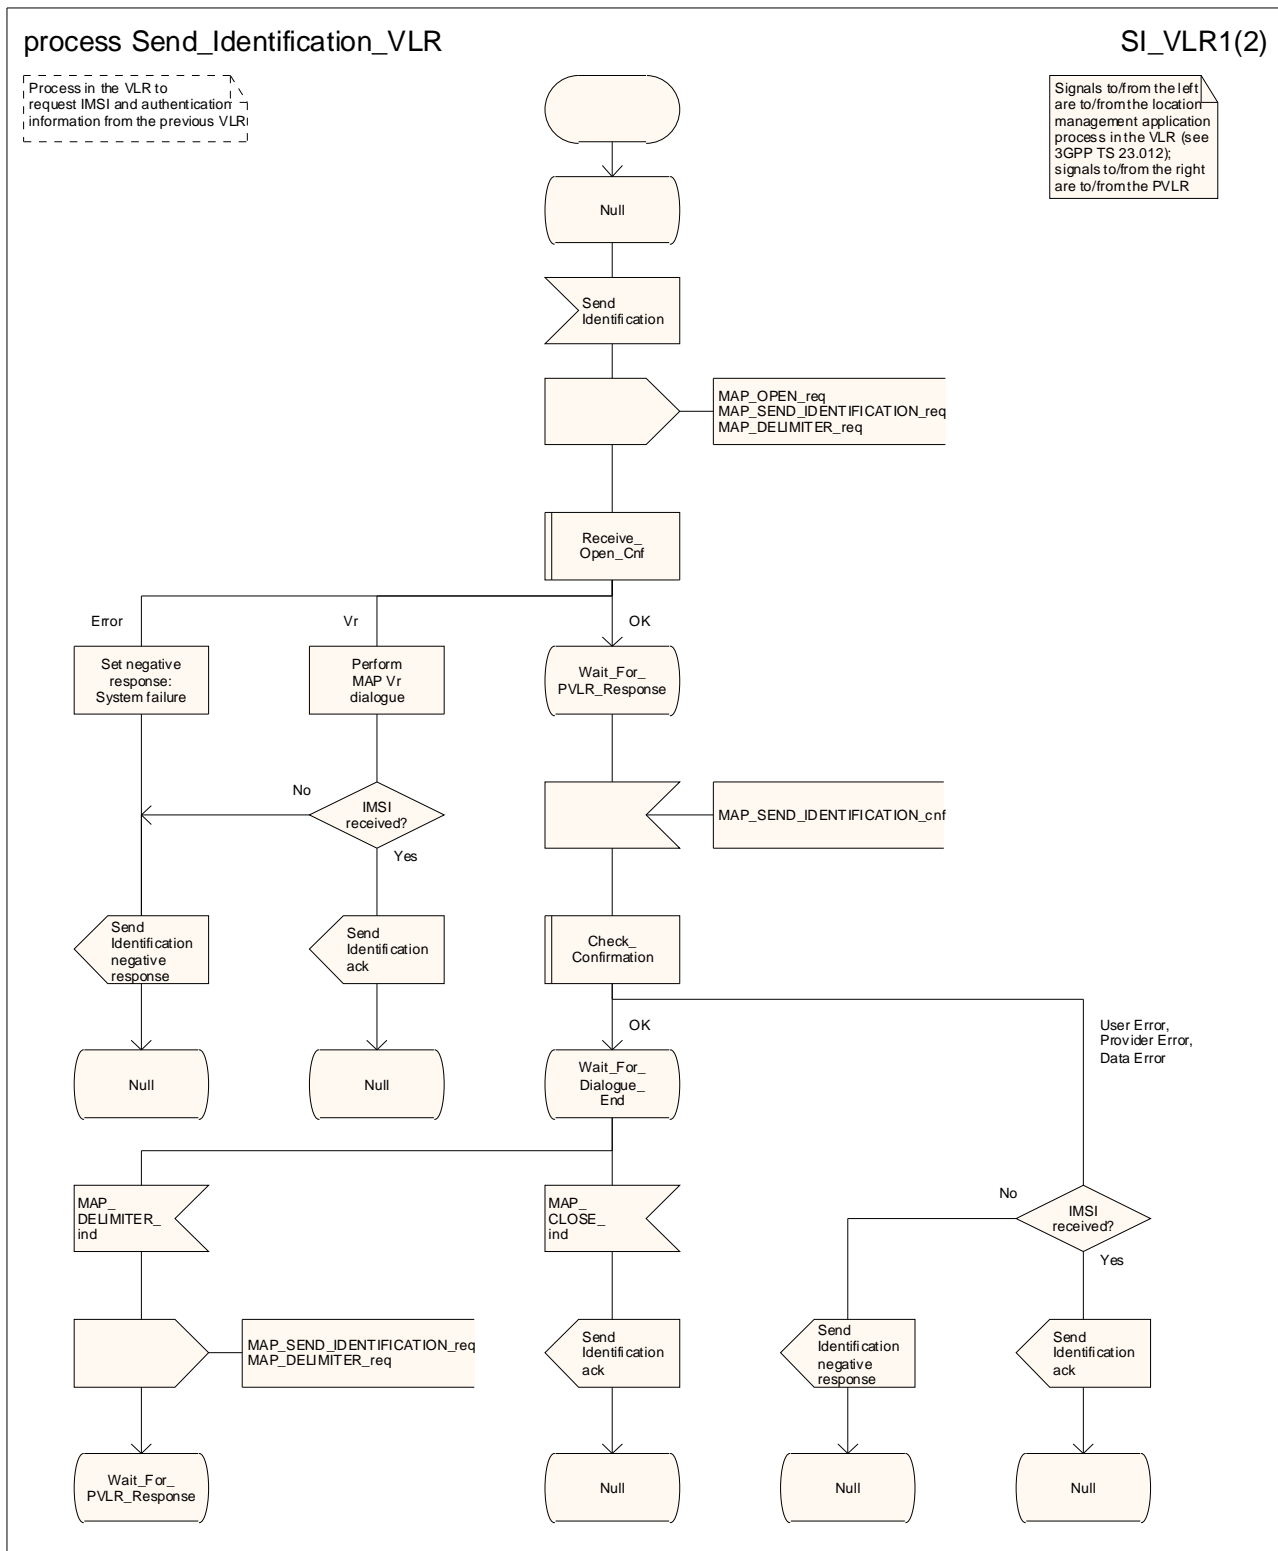 process Send_Identification_VLR
SI_VLR1(2)
Process in the VLR to
request IMSI and authentication
information from the previous VLR
Signals to/from the left
are to/from the location
management application
process in the VLR (see
3GPP TS 23.012);
signals to/from the right
are to/from the PVLR
Null
Send
Identification
MAP_OPEN_req
MAP_SEND_IDENTIFICATION_req
MAP_DELIMITER_req
Receive_
Open_Cnf
Error
Vr
OK
Set negative
response:
System failure
Perform
MAP Vr
dialogue
Wait_For_
PVLR_Response
No
IMSI
received?
Yes
MAP_SEND_IDENTIFICATION_cnf
Send
Identification
negative
response
Send
Identification
ack
Check_
Confirmation
OK
User Error,
Provider Error,
Data Error
Null
Null
Wait_For_
Dialogue_
End
MAP_
DELIMITER_
ind
MAP_
CLOSE_
ind
No
IMSI
received?
Yes
MAP_SEND_IDENTIFICATION_req
MAP_DELIMITER_req
Send
Identification
ack
Send
Identification
negative
response
Send
Identification
ack
Wait_For_
PVLR_Response
Null
Null
Null